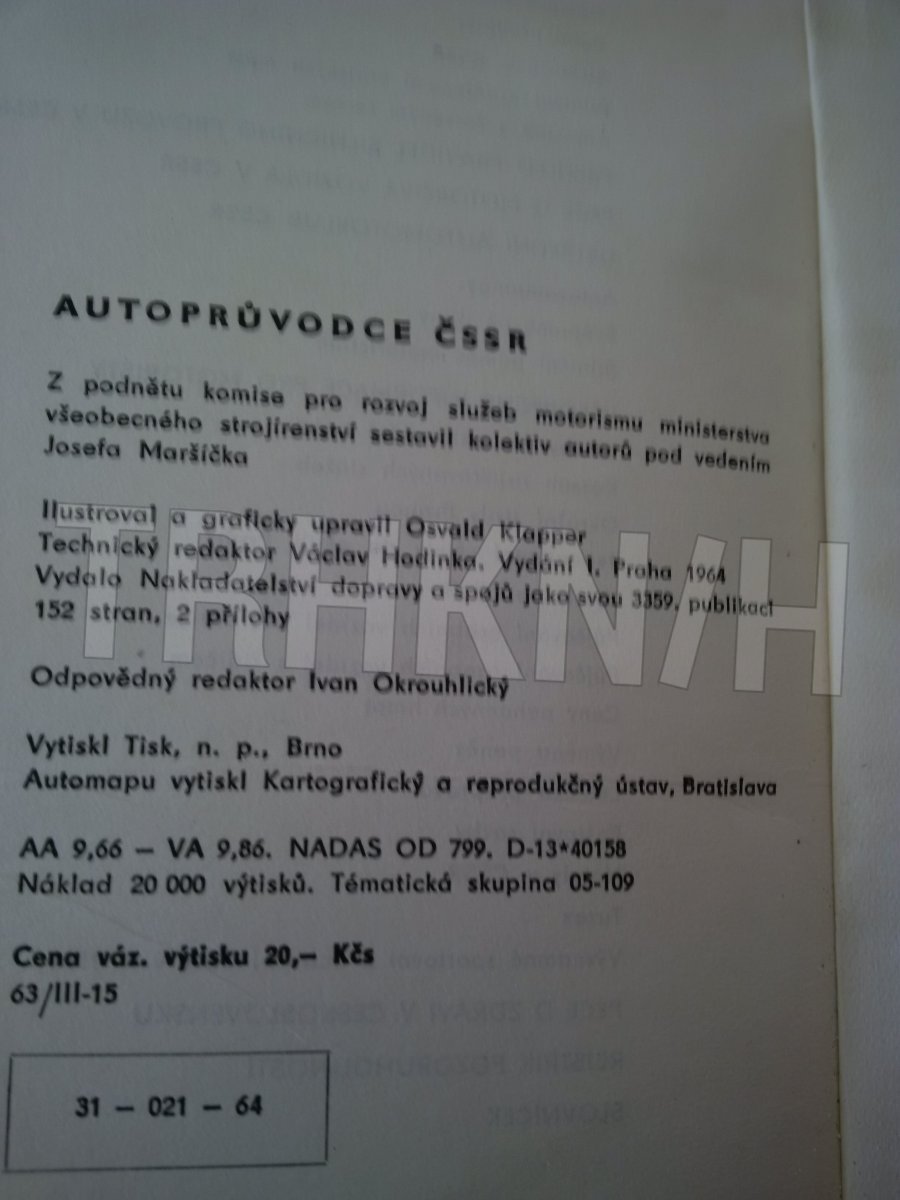 AUTOPRŮVODCE ČSSR
Z podnětu komise pro rozvoj služeb motorismu ministerstva
všeobecného strojírenství sestavil kolektiv autorů pod vedením
Josefa Maršíčka
Ilustroval a graficky upravil Osvald Klapper
Technický redaktor Václav Hodinka. Vydání I. Praha 1964
Vydalo Nakladatelství dopravy a spojů jako svou 3359. publikaci
152 stran, 2 přílohy
TRHKN/H
Odpovědný redaktor Ivan Okrouhlický
Vytiskl Tisk, n. p., Brno
Automapu vytiskl Kartografický a reprodukčný ústav, Bratislava
AA 9,66 — VA 9,86. NADAS OD 799. D-13*40158
Náklad 20 000 výtisků. Tématická skupina 05-109
Cena váz. výtisku 20,— Kčs
63/III-15
31 — 021 — 64